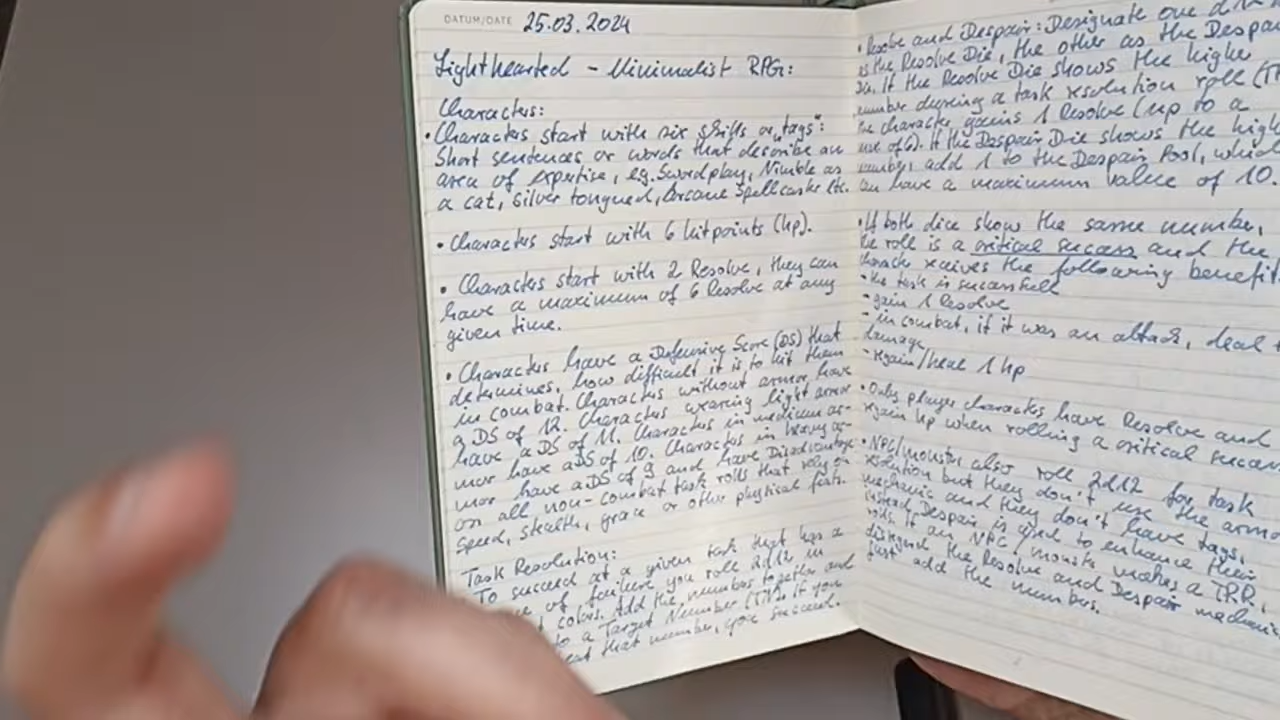 DATUM/DATE 25.03.2024
Lighthearted - Minimalist RPG:
Characters:
• Characters start with six skills or "tags":
Short sentences or words that describe an
area of expertise, e.g. Swordplay, Nimble as
a cat, silver tongued, Arcane Spellcaster etc.
• Characters start with 6 hitpoints (hp).
• Characters start with 2 Resolve, they can
have a maximum of 6 Resolve at any
given time.
• Characters have a Defensive Score (DS) that
determines, how difficult it is to hit them
in combat. Characters without armor have
a DS of 12. Characters wearing light armor
have a DS of 11. Characters in medium ar-
mor have a DS of 10. Characters in heavy ar-
mor have a DS of 9 and have Disadvantage
on all non-combat task rolls that rely on
speed, stealth, grace or other physical feats.
Task Resolution:
To succeed at a given task that has a
of failure you roll 2d12 in
colors. Add the numbers together and
to a Target Number (TN). If you
that number, you succeed.
• Resolve and Despair: Designate one d12
as the Resolve Die, the other as the Despair
Die. If the Resolve Die shows the higher
number during a task resolution roll
the character gains 1 Resolve (up to a
max of 6). If the Despair Die shows the
number, add 1 to the Despair Pool, which
can have a maximum value of 10.
• If both dice show the same number,
the roll is a critical success and the
character receives the following
- the task is successfull
- gain 1 Resolve
- in combat, if it was an attack, deal
damage
- regain/heal 1 hp
• Only player characters have Resolve and
regain hp when rolling a critical
• NPC/monster also roll 2d12 for task
resolution but they don't use the
mechanic and they don't have tags,
instead Despair is used to enhance their
rolls. If an NPC/monster makes a TRR,
disregard the Resolve and Despair
just add the numbers.